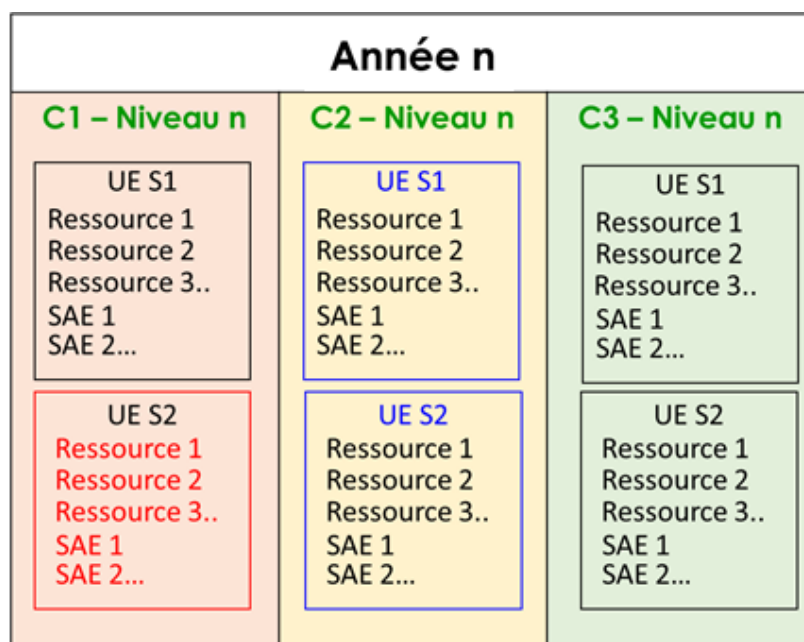 Année n
C1 – Niveau n
UE S1
Ressource 1
Ressource 2
Ressource 3..
SAE 1
SAE 2...
UE S2
Ressource 1
Ressource 2
Ressource 3..
SAE 1
SAE 2...
C2 – Niveau n
UE S1
Ressource 1
Ressource 2
Ressource 3..
SAE 1
SAE 2...
UE S2
Ressource 1
Ressource 2
Ressource 3..
SAE 1
SAE 2...
C3 – Niveau n
UE S1
Ressource 1
Ressource 2
Ressource 3..
SAE 1
SAE 2...
UE S2
Ressource 1
Ressource 2
Ressource 3..
SAE 1
SAE 2...